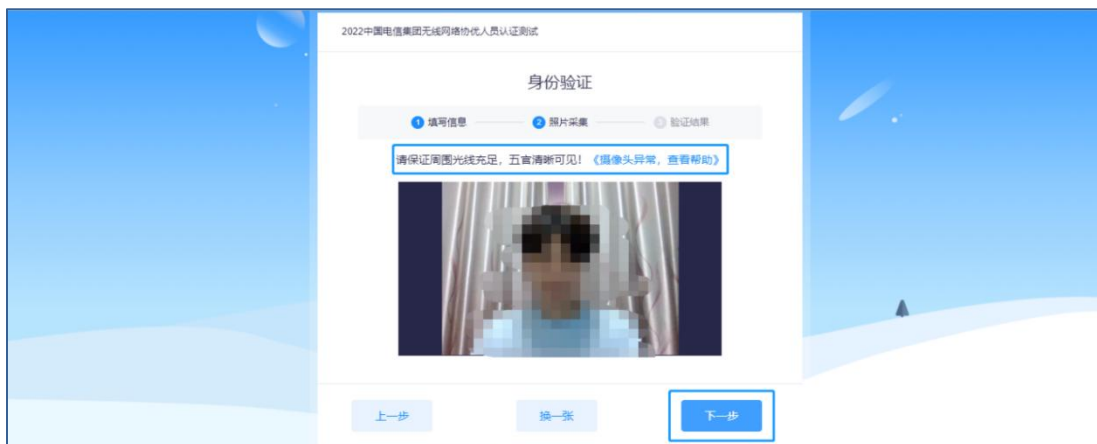 2022中国电信集团无线网络协优人员认证测试
身份验证
1 填写信息 2 照片采集 3 验证结果
请保证周围光线充足，五官清晰可见！《摄像头异常，查看帮助》
上一步 换一张 下一步